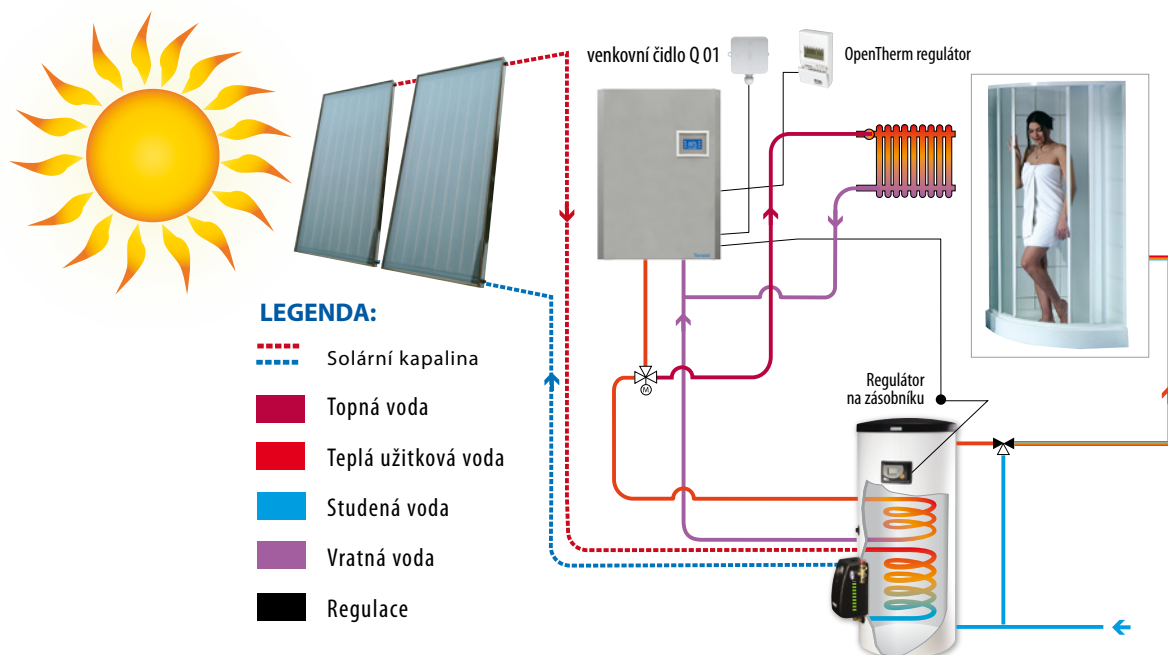 venkovní čidlo Q 01
OpenTherm regulátor
LEGENDA:
Solární kapalina
Topná voda
Teplá užitková voda
Studená voda
Vratná voda
Regulace
M
Regulátor
na zásobníku